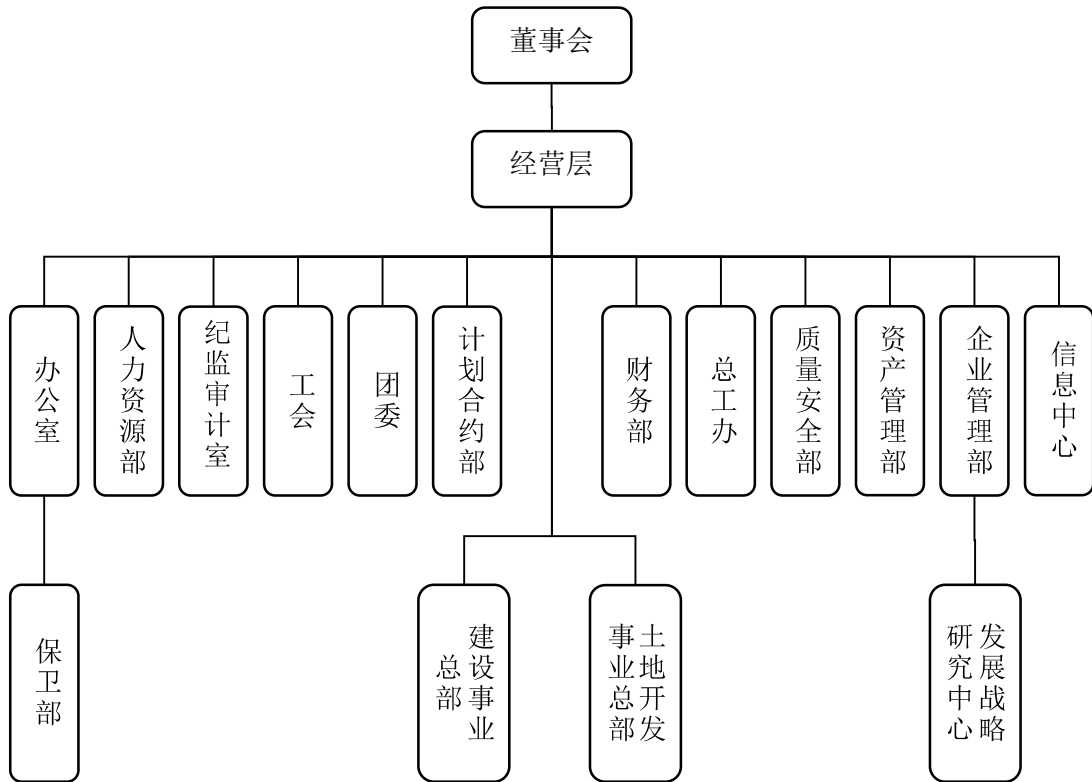 董事会
经营层
办公室
人力资源部
纪监审计室
工会
团委
计划合约部
财务部
总工办
质量安全部
资产管理部
企业管理部
信息中心
保卫部
建设事业
总部
土地开发
事业总部
发展战略
研究中心